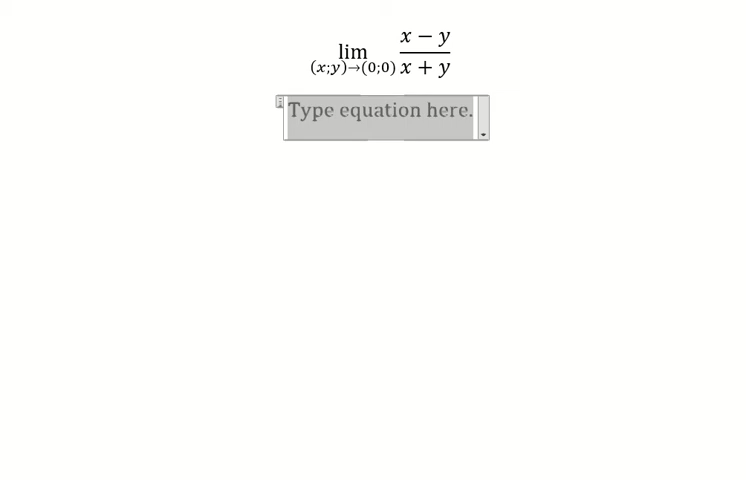 lim (x;y)→(0;0) x − y / x + y
Type equation here.